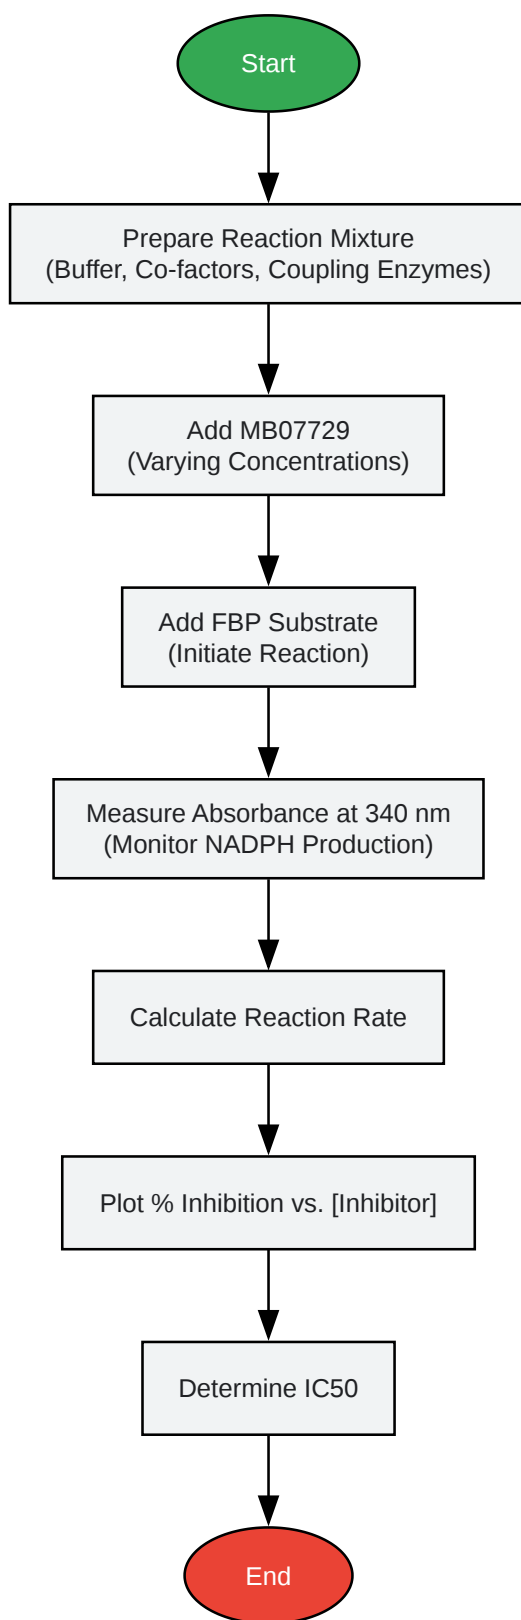 Start
Prepare Reaction Mixture
(Buffer, Co-factors, Coupling Enzymes)
Add MB07729
(Varying Concentrations)
Add FBP Substrate
(Initiate Reaction)
Measure Absorbance at 340 nm
(Monitor NADPH Production)
Calculate Reaction Rate
Plot % Inhibition vs. [Inhibitor]
Determine IC50
End